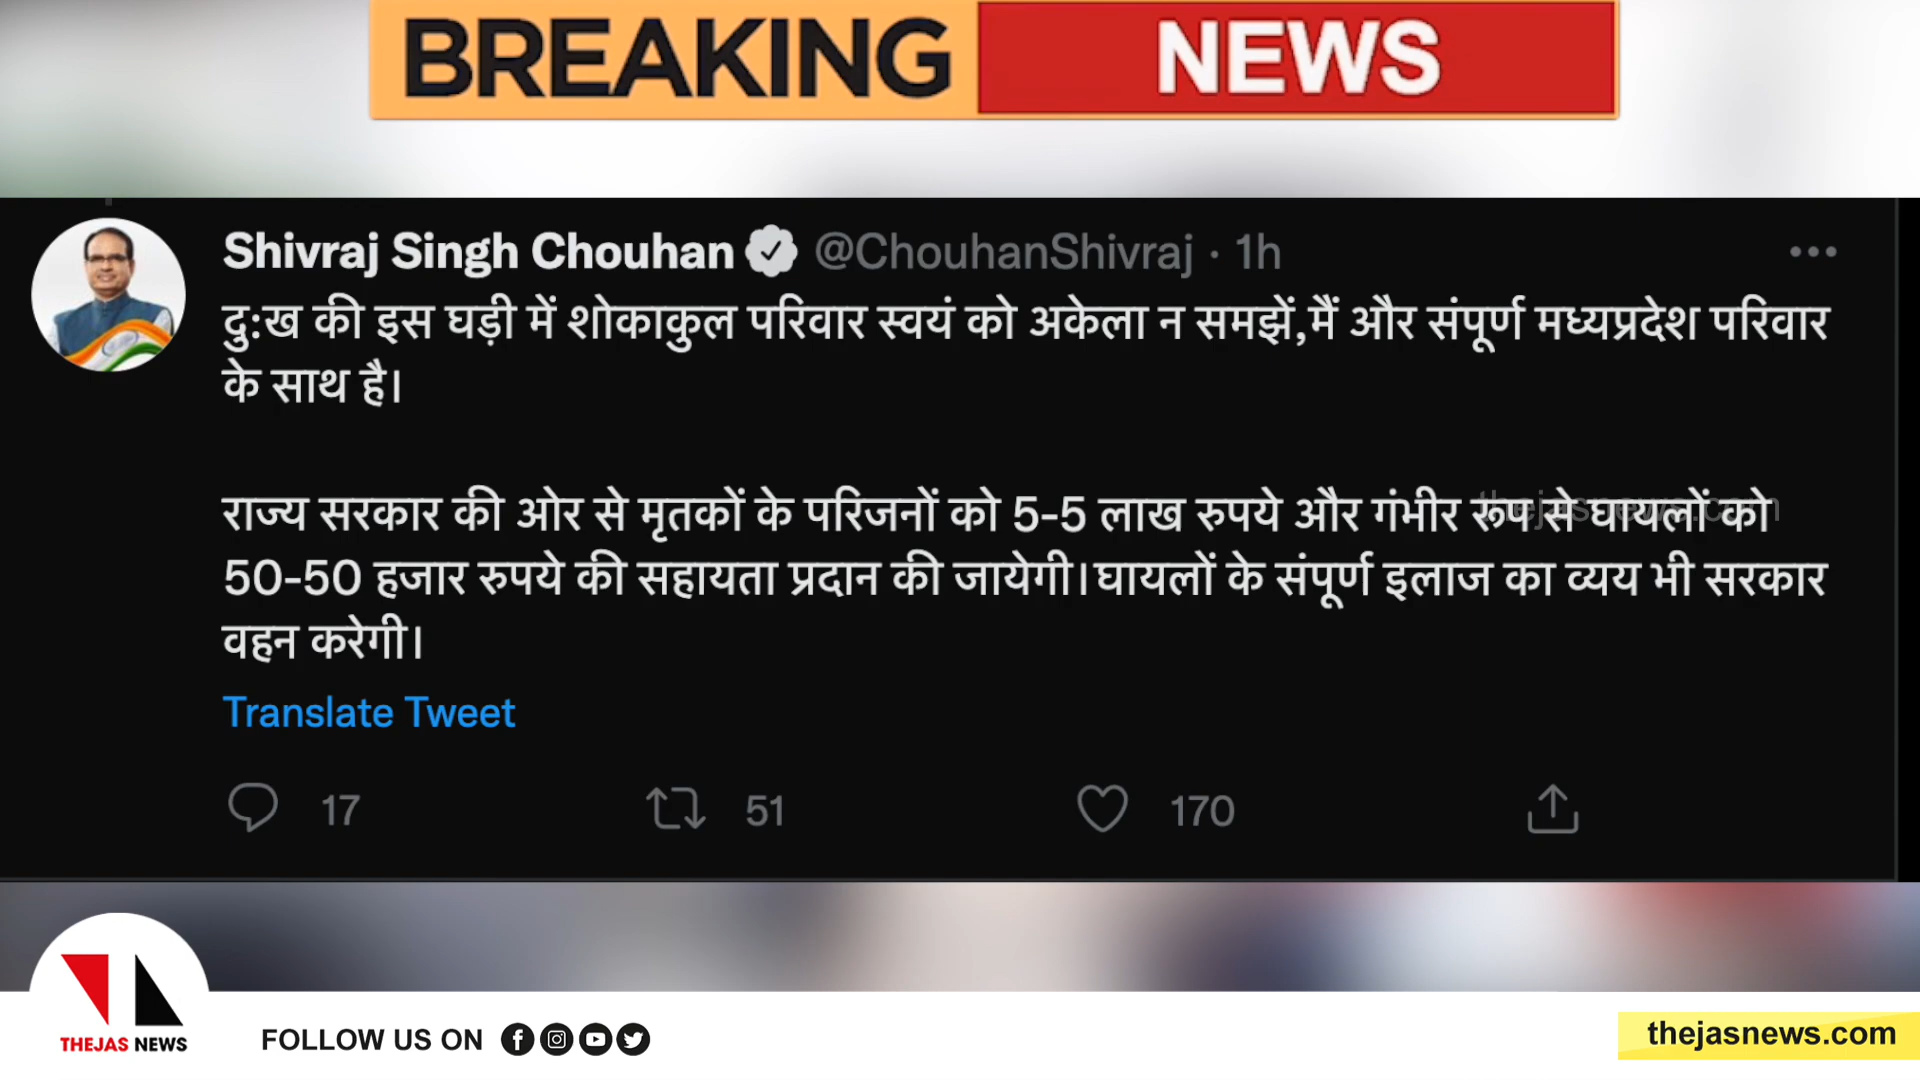 BREAKING NEWS
Shivraj Singh Chouhan @ChouhanShivraj · 1h
दु:ख की इस घड़ी में शोकाकुल परिवार स्वयं को अकेला न समझें,मैं और संपूर्ण मध्यप्रदेश परिवार
के साथ है।
राज्य सरकार की ओर से मृतकों के परिजनों को 5-5 लाख रुपये और गंभीर रूप से घायलों को
thejasnews.com
50-50 हजार रुपये की सहायता प्रदान की जायेगी।घायलों के संपूर्ण इलाज का व्यय भी सरकार
वहन करेगी।
Translate Tweet
17 51 170
THEJAS NEWS
FOLLOW US ON
thejasnews.com